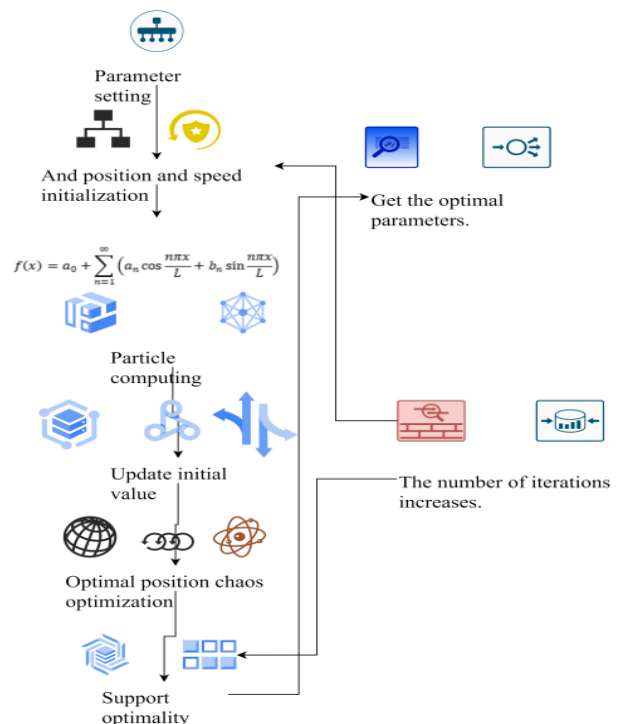 Parameter
setting
And position and speed
initialization
Get the optimal
parameters.
f(x) = a₀ + ∑_{n=1}^{∞} (aₙ cos nπx/L + bₙ sin nπx/L)
Particle
computing
Update initial
value
The number of iterations
increases.
Optimal position chaos
optimization
Support
optimality